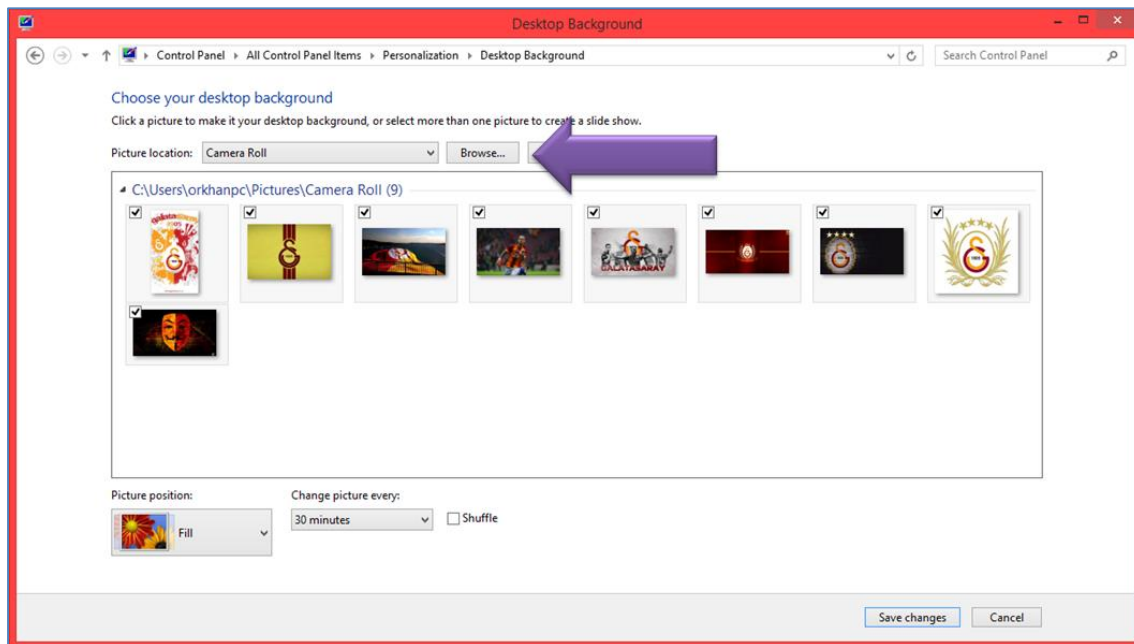 Desktop Background
Control Panel All Control Panel Items Personalization Desktop Background
Search Control Panel
Choose your desktop background
Click a picture to make it your desktop background, or select more than one picture to create a slide show.
Picture location: Camera Roll Browse...
C:\Users\orkhanpc\Pictures\Camera Roll (9)
GALATASARAY
Picture position: Change picture every:
Fill 30 minutes Shuffle
Save changes Cancel